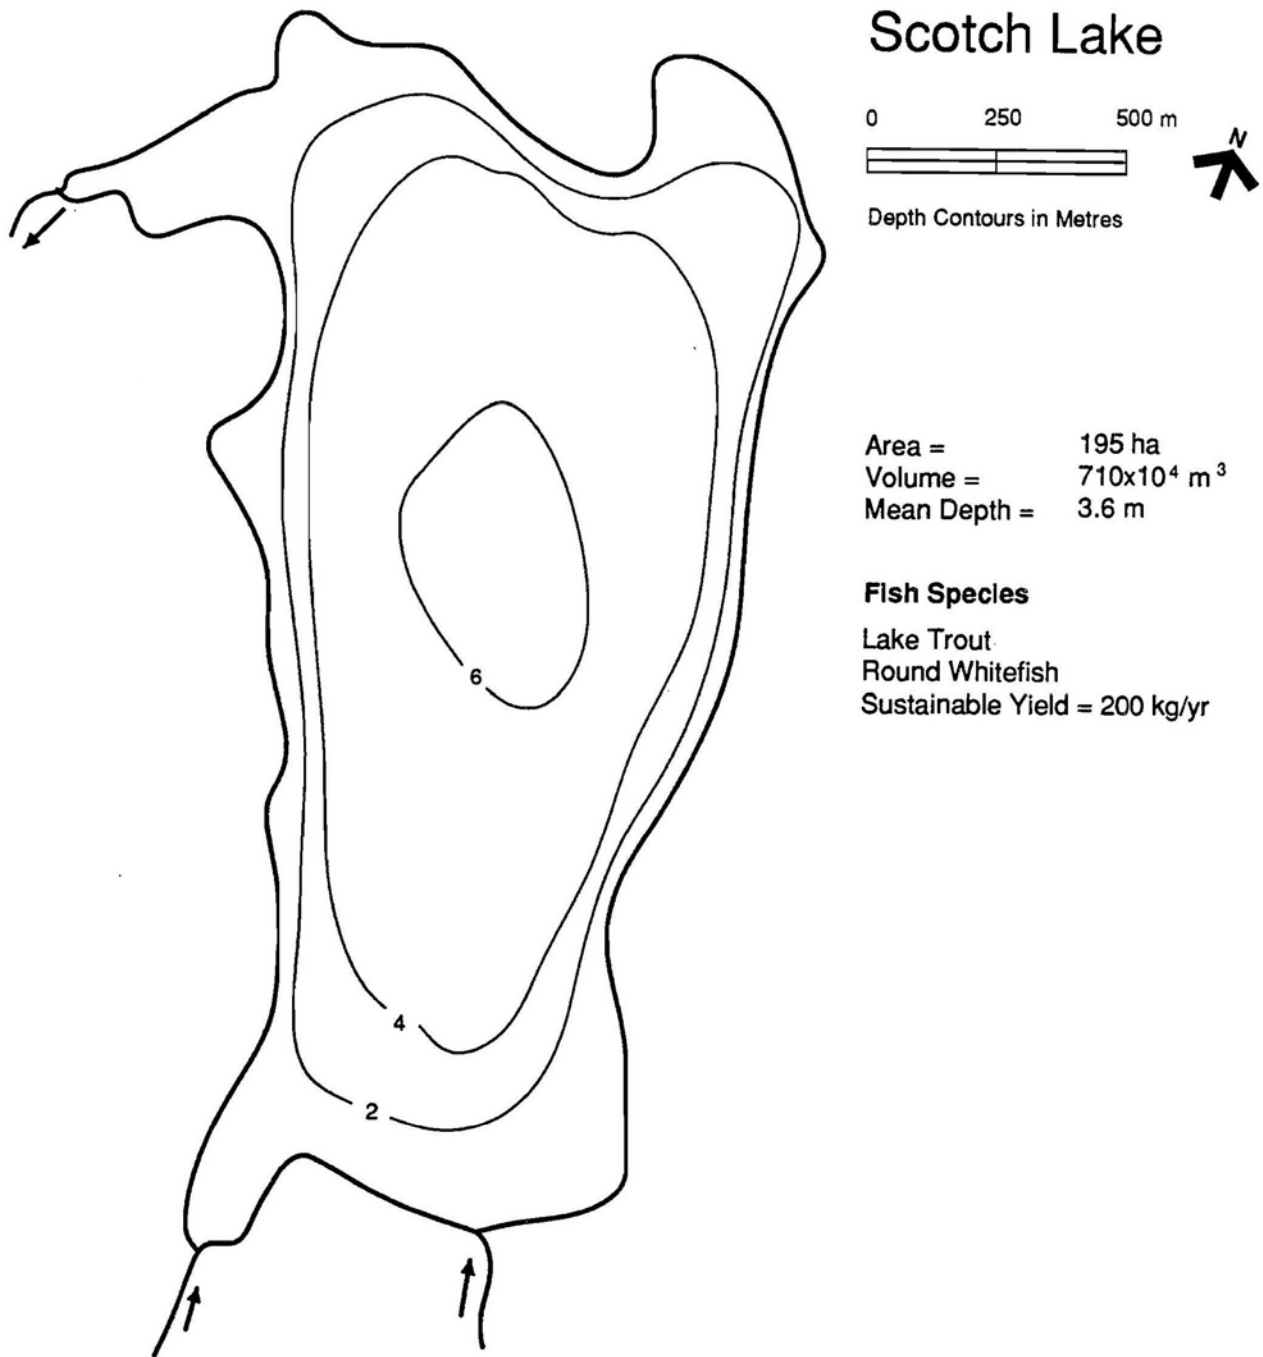 Scotch Lake
0 250 500 m
N
Depth Contours in Metres
Area = 195 ha
Volume = 710x10⁴ m³
Mean Depth = 3.6 m
Fish Species
Lake Trout
Round Whitefish
Sustainable Yield = 200 kg/yr
6
4
2